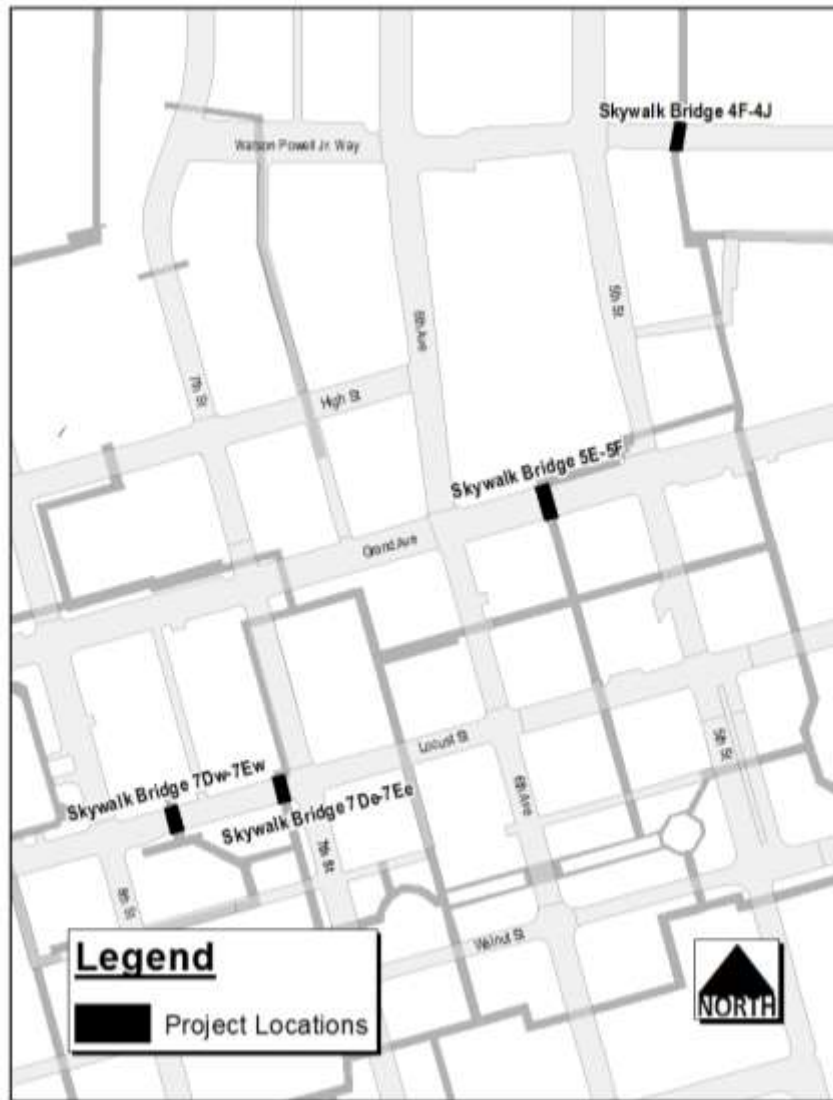 Skywalk Bridge 4F-4J
Watson Powell Jr. Way
5th St
6th Ave
7th St
High St
Skywalk Bridge 5E-5F
Grand Ave
Locust St
5th St
Skywalk Bridge 7Dw-7Ew
Skywalk Bridge 7De-7Ee
6th Ave
7th St
8th St
Walnut St
Legend
Project Locations
NORTH